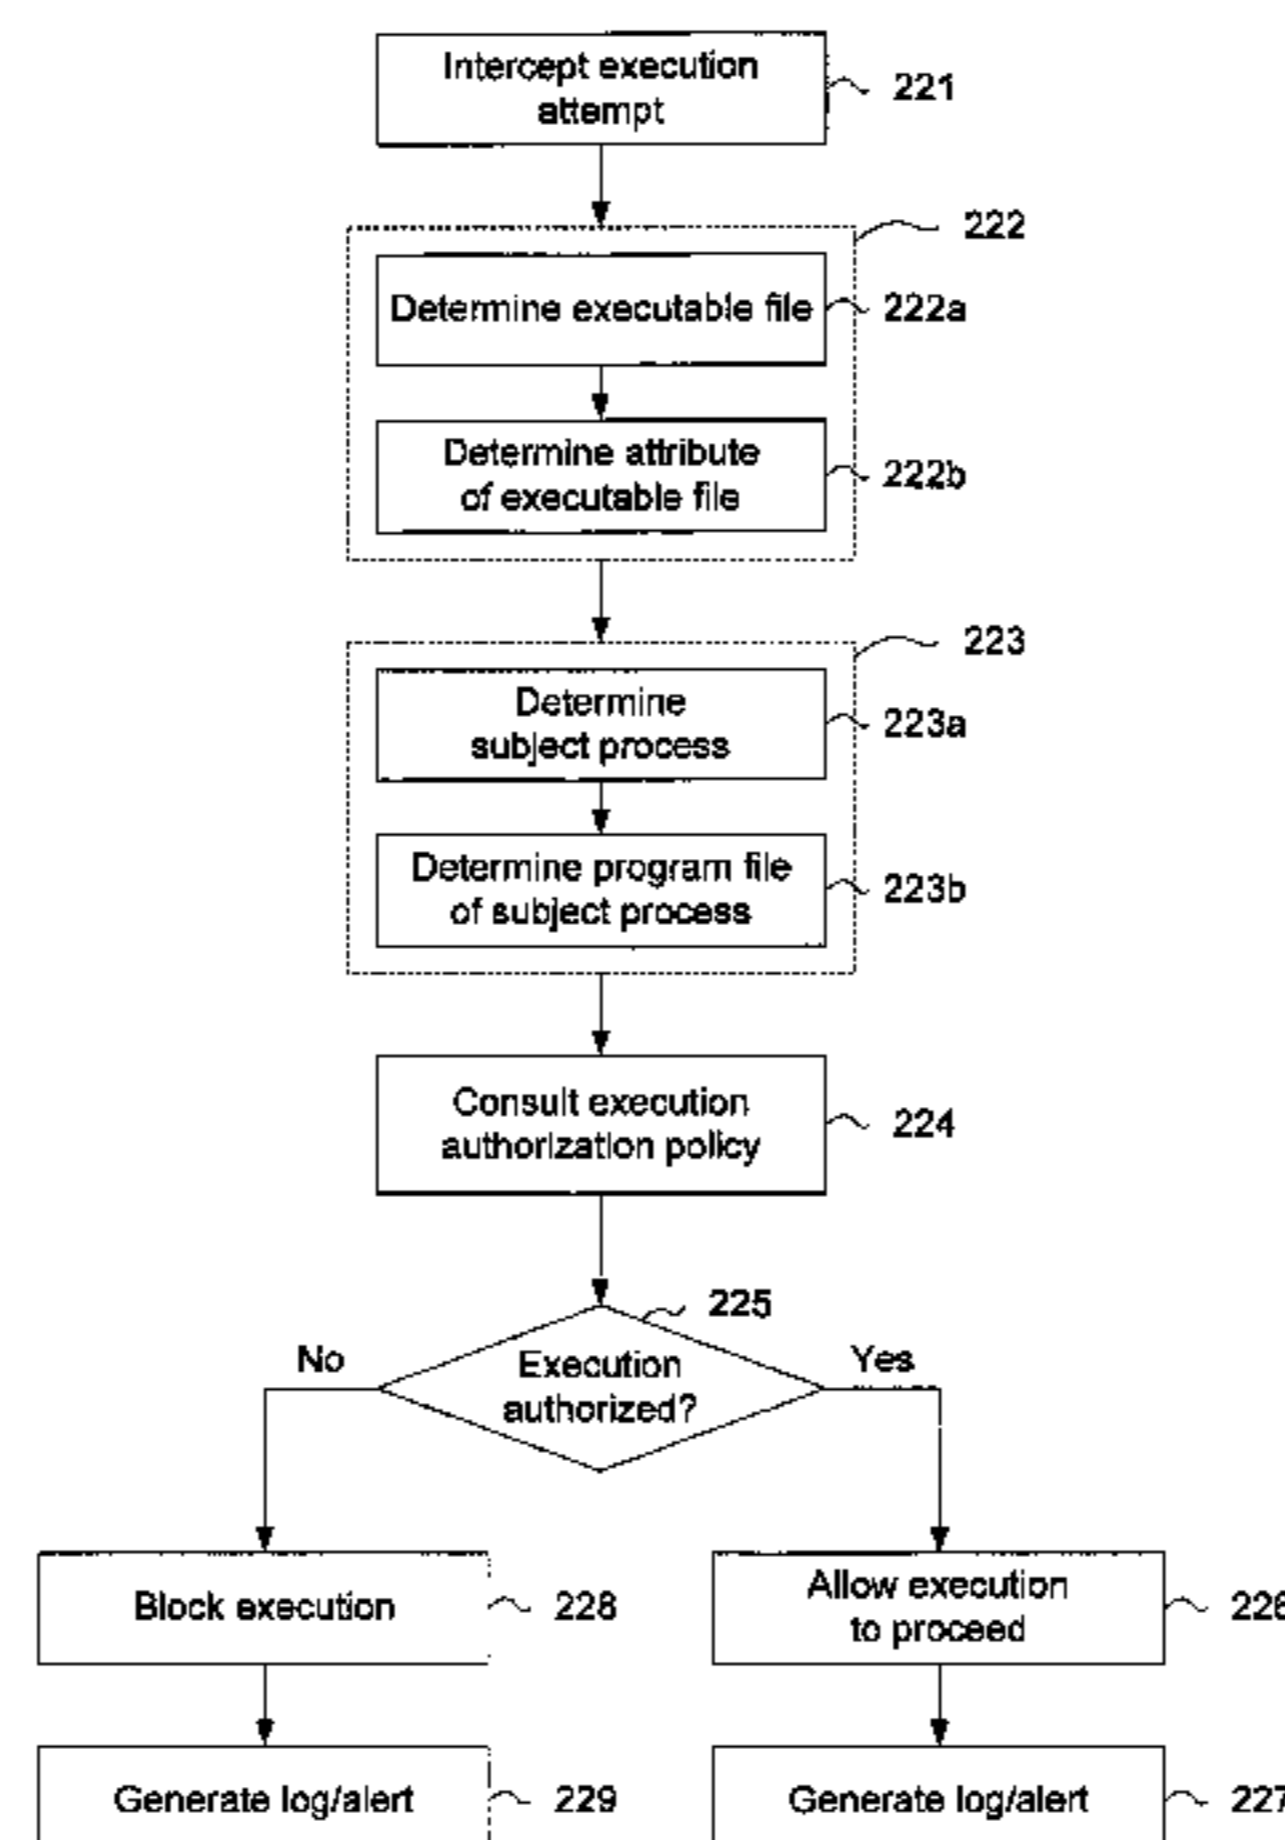 Intercept execution
attempt
221
222
Determine executable file
222a
Determine attribute
of executable file
222b
223
Determine
subject process
223a
Determine program file
of subject process
223b
Consult execution
authorization policy
224
225
No
Execution
authorized?
Yes
Block execution
228
Allow execution
to proceed
226
Generate log/alert
229
Generate log/alert
227